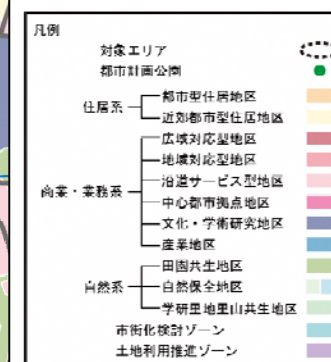 凡例
対象エリア
都市計画公園
住居系
都市型住居地区
近郊都市型住居地区
商業・業務系
広域対応型地区
地域対応型地区
沿道サービス型地区
中心都市拠点地区
文化・学術研究地区
産業地区
自然系
田園共生地区
自然保全地区
学研里地里山共生地区
市街化検討ゾーン
土地利用推進ゾーン